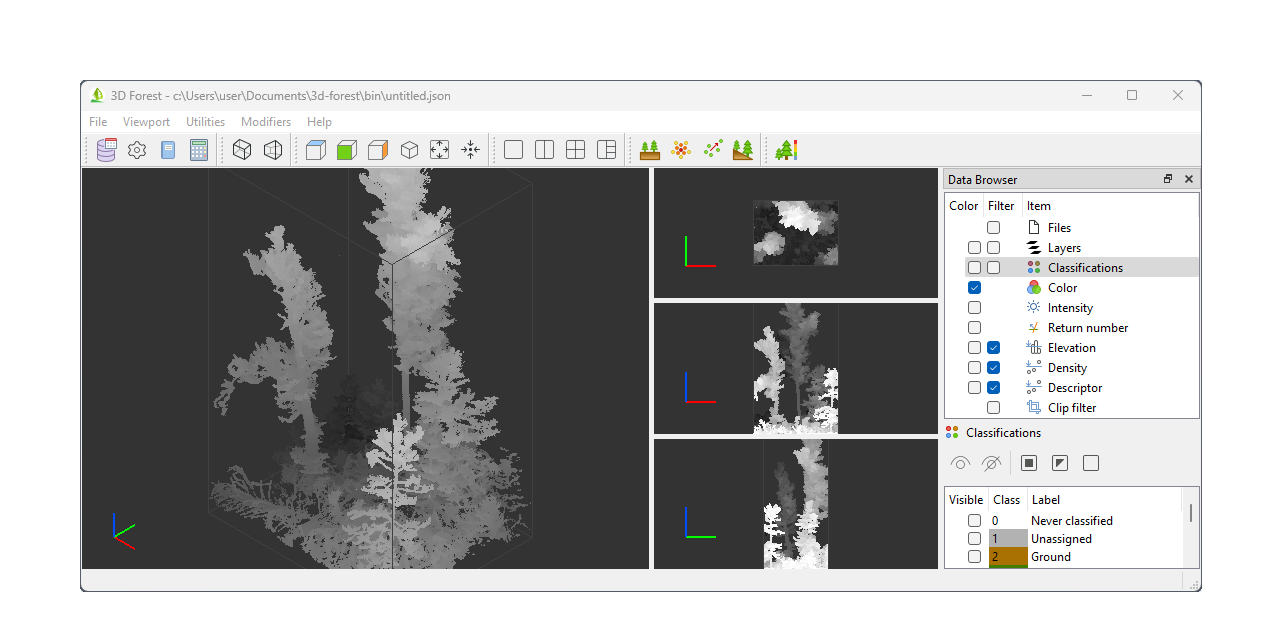 3D Forest - c:\Users\user\Documents\3d-forest\bin\untitled.json
File Viewport Utilities Modifiers Help
Data Browser
Color Filter Item
Files
Layers
Classifications
Color
Intensity
Return number
Elevation
Density
Descriptor
Clip filter
Classifications
Visible Class Label
0 Never classified
1 Unassigned
2 Ground